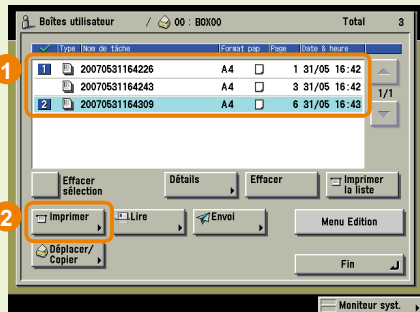 Boîtes utilisateur / 00 : BOX00 Total 3
Type Nom de tâche Format pap Page Date & heure
1 1 20070531164226 A4 1 31/05 16:42
20070531164243 A4 3 31/05 16:42
2 20070531164309 A4 6 31/05 16:43
1/1
Effacer sélection Détails Effacer Imprimer la liste
2 Imprimer Lire Envoi Menu Edition
Déplacer/ Copier Fin
Moniteur syst.